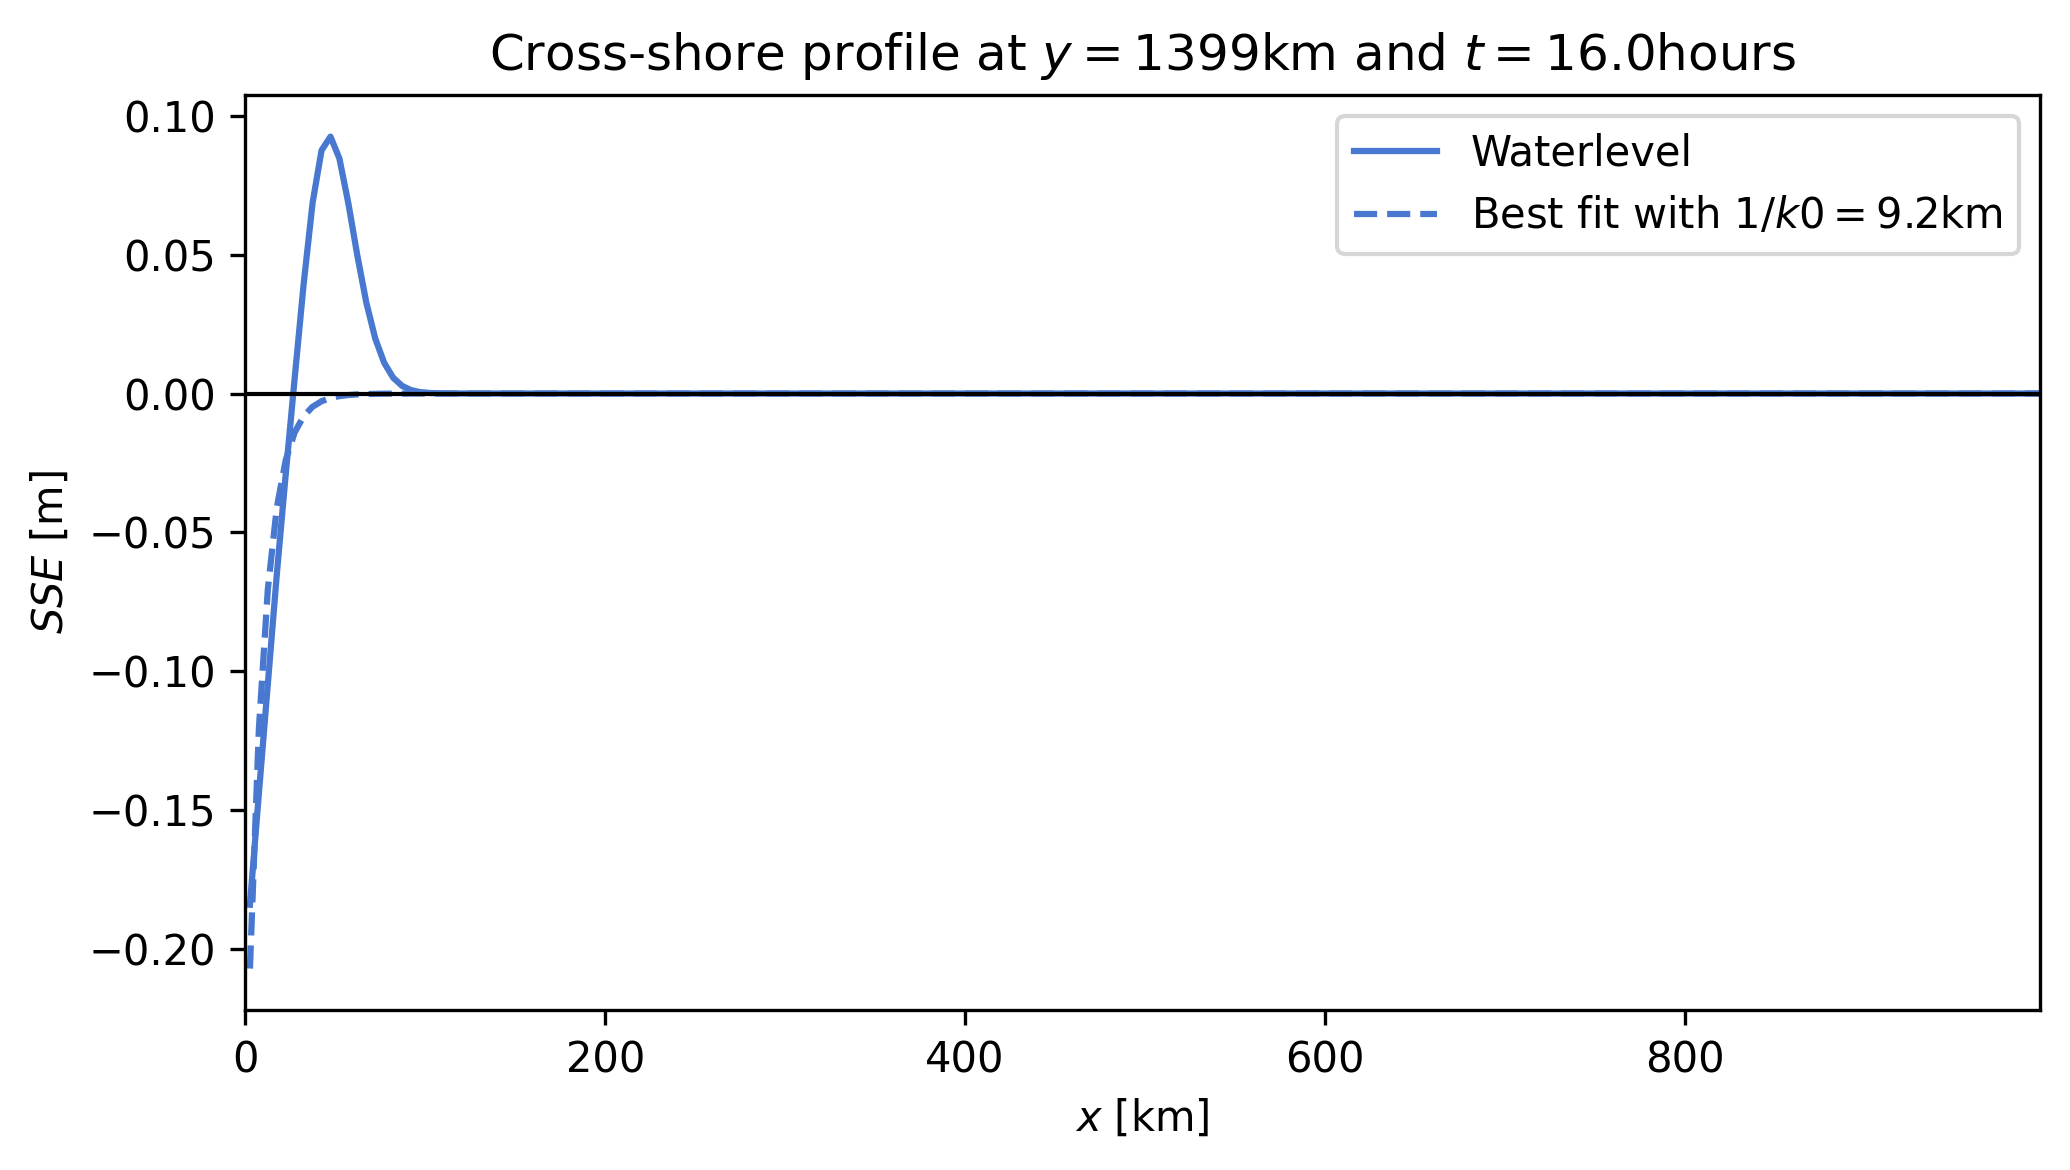 Cross-shore profile at y = 1399km and t = 16.0hours
0.10
0.05
0.00
−0.05
−0.10
−0.15
−0.20
SSE [m]
Waterlevel
Best fit with 1/k0 = 9.2km
0 200 400 600 800
x [km]